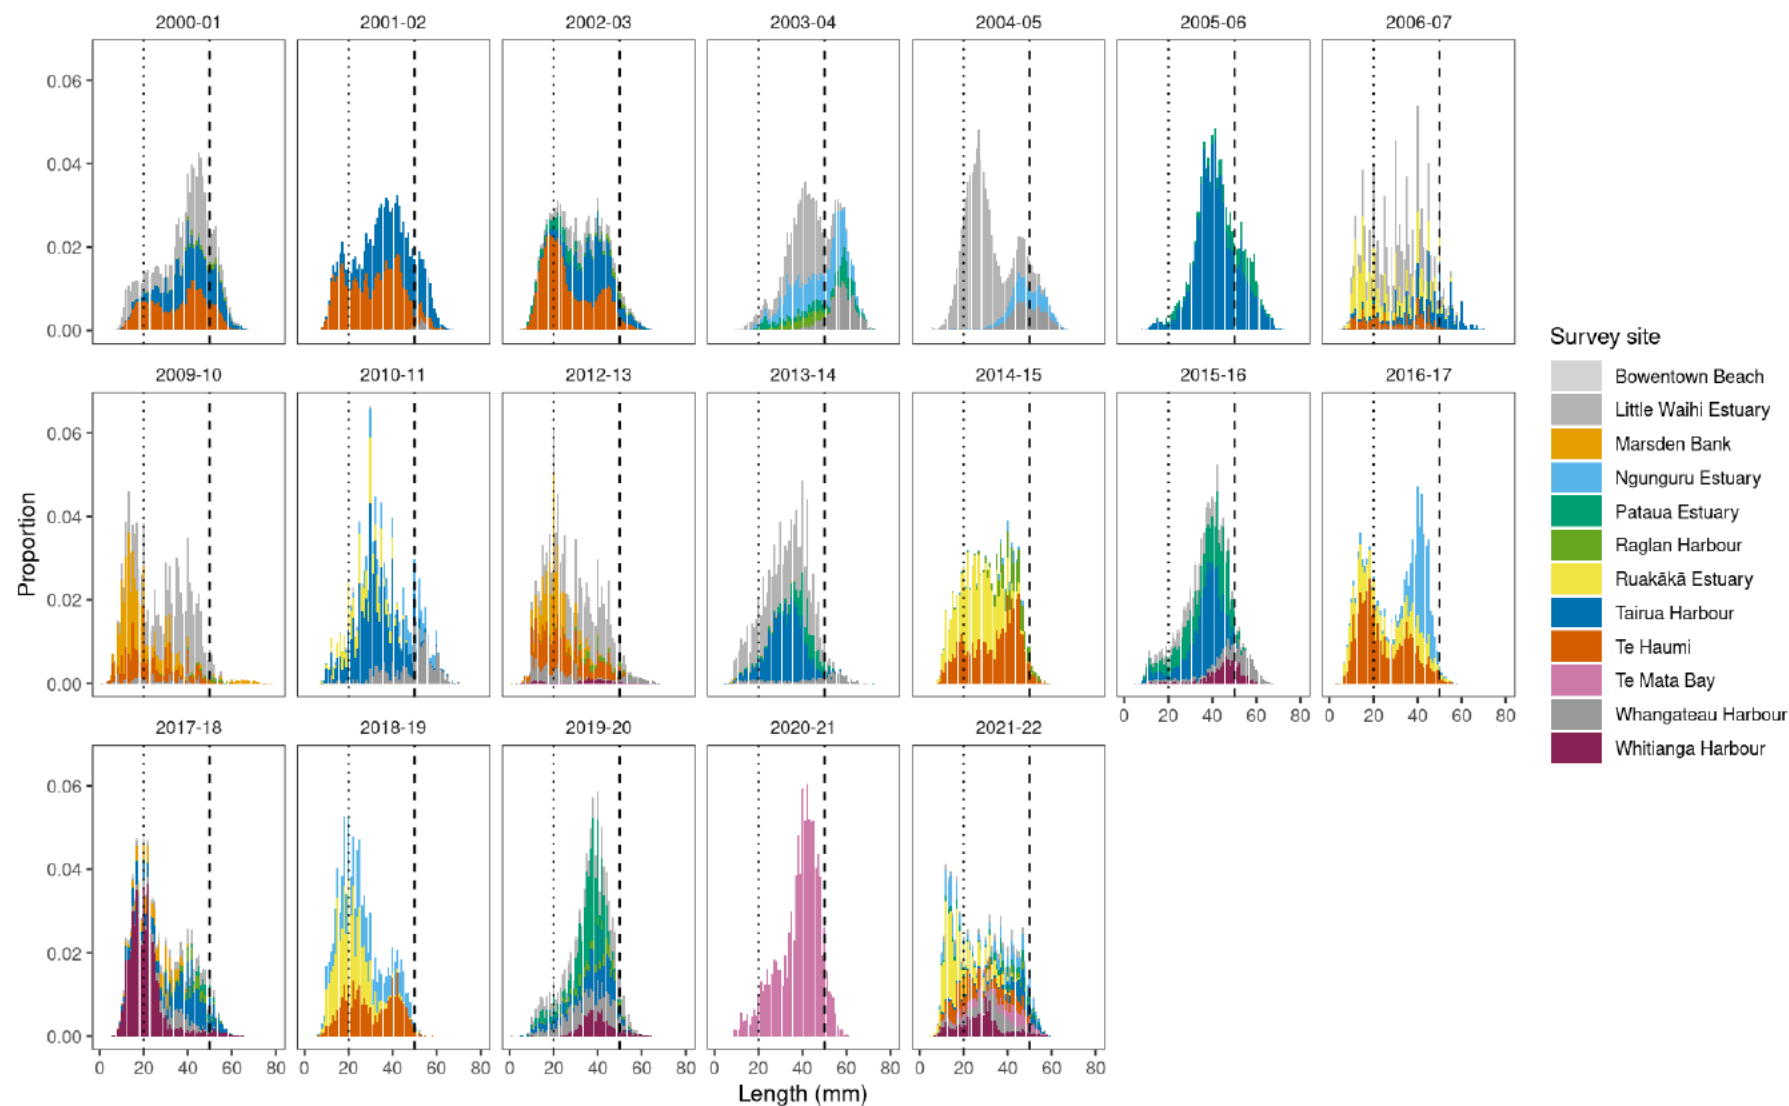 2000-01 2001-02 2002-03 2003-04 2004-05 2005-06 2006-07
0.06
0.04
0.02
0.00
2009-10 2010-11 2012-13 2013-14 2014-15 2015-16 2016-17
0.06
0.04
0.02
0.00
0 20 40 60 80 0 20 40 60 80
2017-18 2018-19 2019-20 2020-21 2021-22
0.06
0.04
0.02
0.00
0 20 40 60 80 0 20 40 60 80 0 20 40 60 80 0 20 40 60 80 0 20 40 60 80
Proportion
Length (mm)
Survey site
Bowentown Beach
Little Waihi Estuary
Marsden Bank
Ngunguru Estuary
Pataua Estuary
Raglan Harbour
Ruakākā Estuary
Tairua Harbour
Te Haumi
Te Mata Bay
Whangateau Harbour
Whitianga Harbour